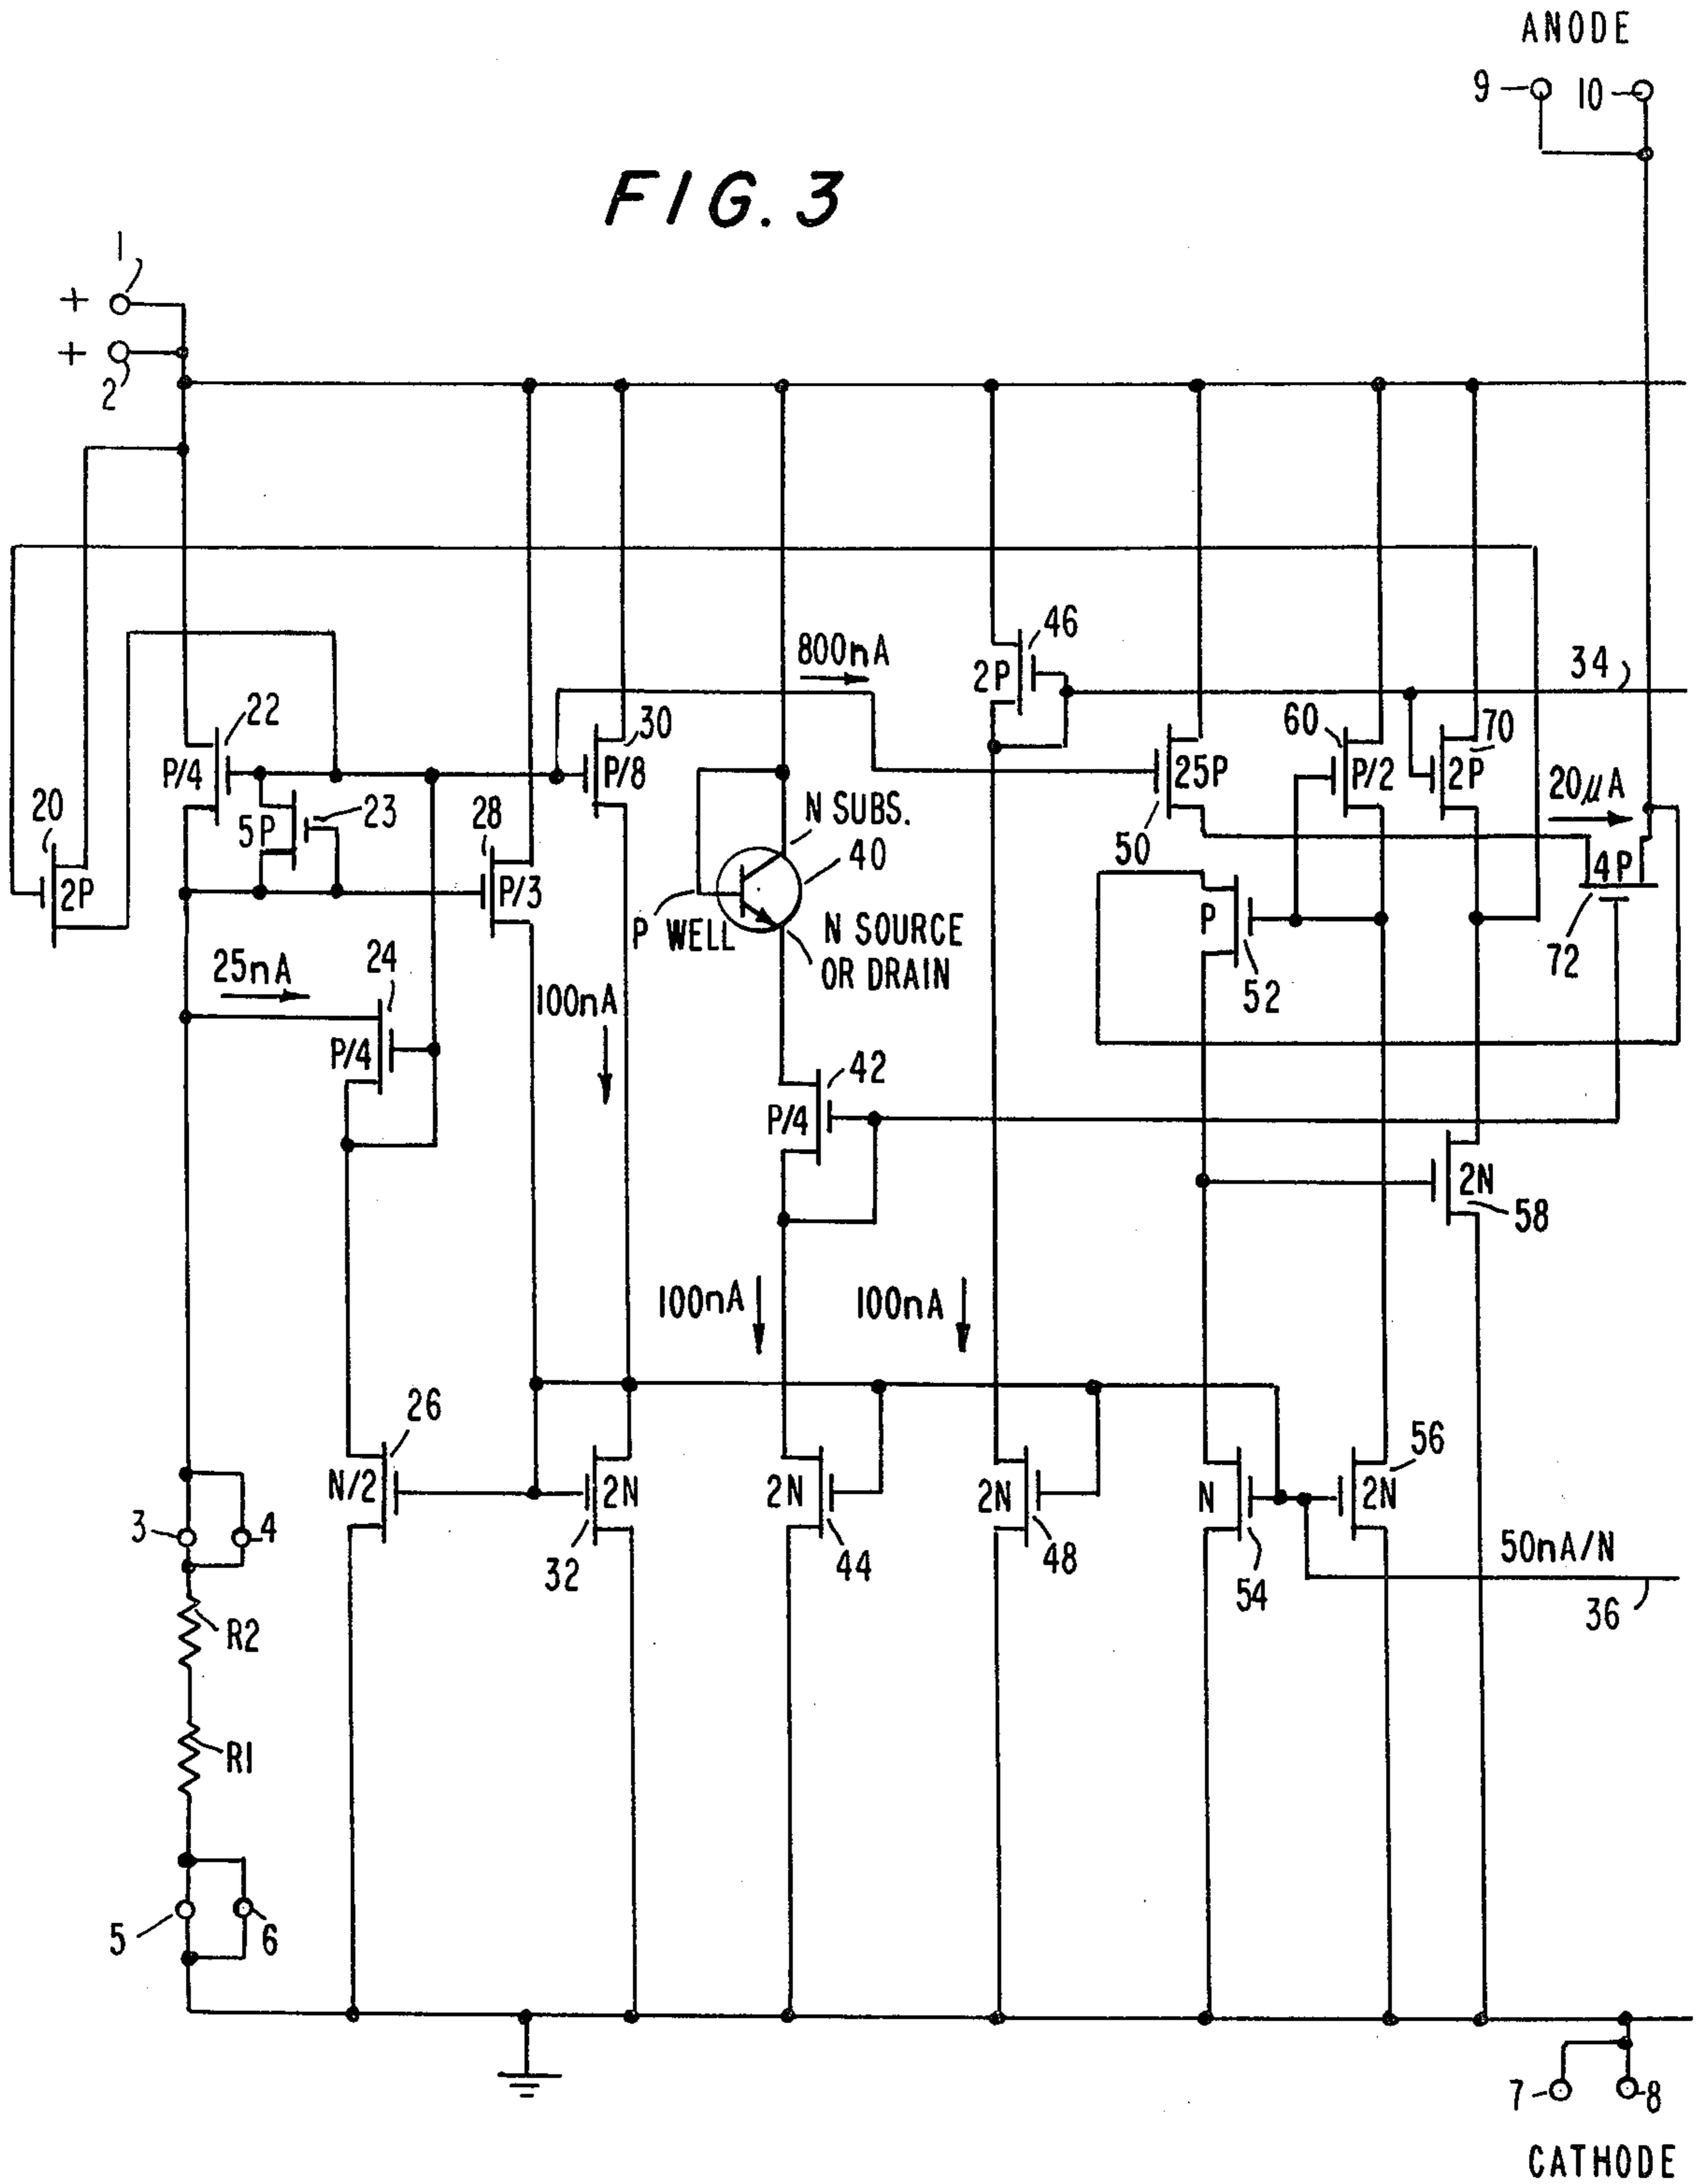 ANODE
9
10
FIG. 3
1
+
+
2
46
800nA
2P
34
22
30
60
70
P/4
P/8
25P
P/2
2P
20µA
20
5P
23
28
N SUBS.
40
50
4P
2P
P/3
P WELL
N SOURCE
OR DRAIN
P
72
25nA
24
100nA
52
P/4
42
P/4
2N
58
100nA
100nA
26
56
N/2
2N
2N
2N
N
2N
3
4
32
44
48
54
50nA/N
36
R2
R1
5
6
7
8
CATHODE